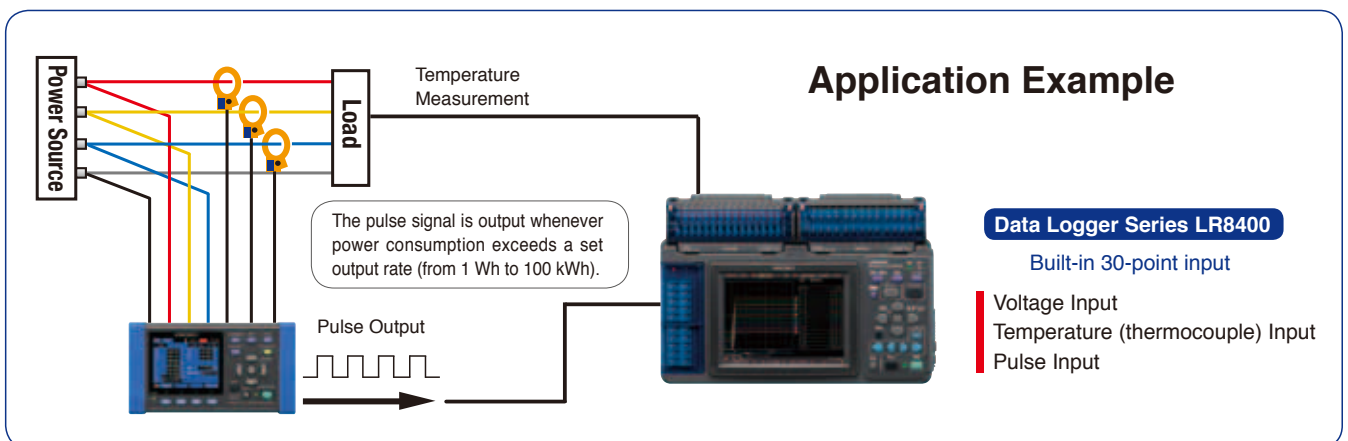 Application Example
Power Source
Load
Temperature
Measurement
The pulse signal is output whenever
power consumption exceeds a set
output rate (from 1 Wh to 100 kWh).
Pulse Output
Data Logger Series LR8400
Built-in 30-point input
Voltage Input
Temperature (thermocouple) Input
Pulse Input